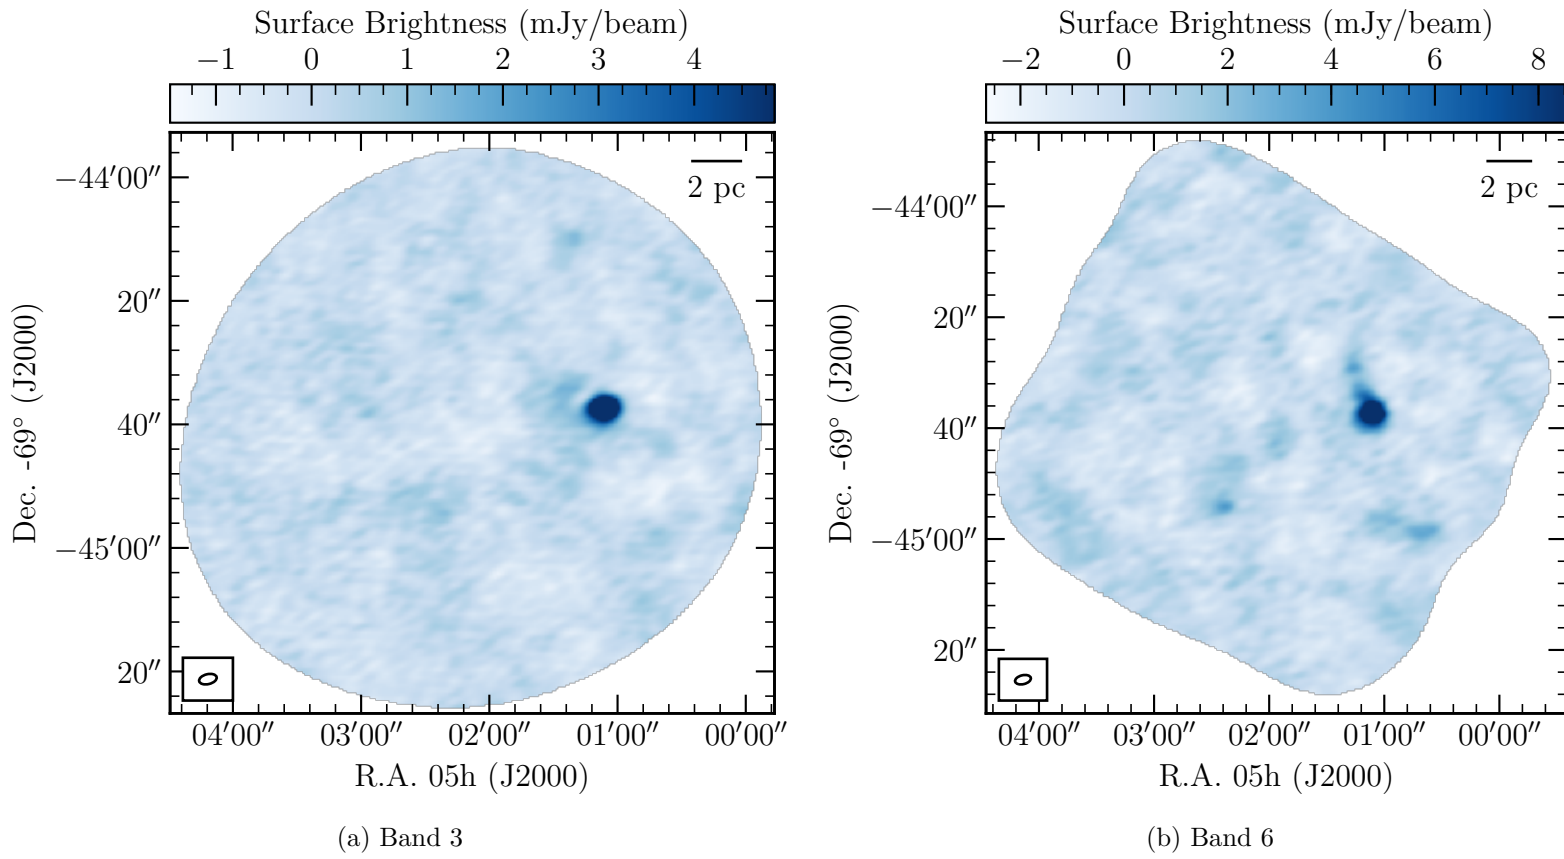 Surface Brightness (mJy/beam)
−1 0 1 2 3 4
−44′00″
20″
40″
−45′00″
20″
Dec. -69° (J2000)
2 pc
04′00″ 03′00″ 02′00″ 01′00″ 00′00″
R.A. 05h (J2000)
(a) Band 3
Surface Brightness (mJy/beam)
−2 0 2 4 6 8
−44′00″
20″
40″
−45′00″
20″
Dec. -69° (J2000)
2 pc
04′00″ 03′00″ 02′00″ 01′00″ 00′00″
R.A. 05h (J2000)
(b) Band 6